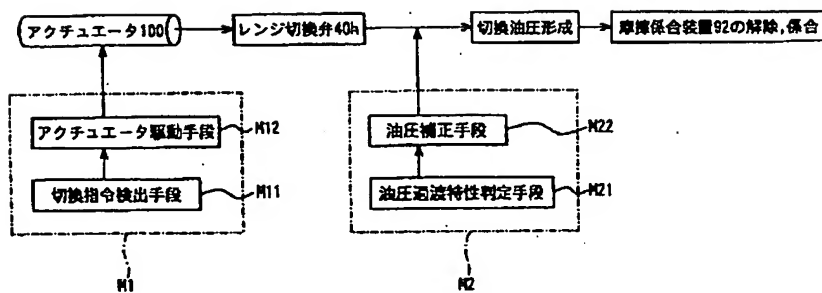 アクチュエータ100
レンジ切換弁40h
切換油圧形成
摩擦係合装置92の解除,係合
アクチュエータ駆動手段
M12
油圧補正手段
M22
切換指令検出手段
M11
油圧過渡特性判定手段
M21
M1
M2